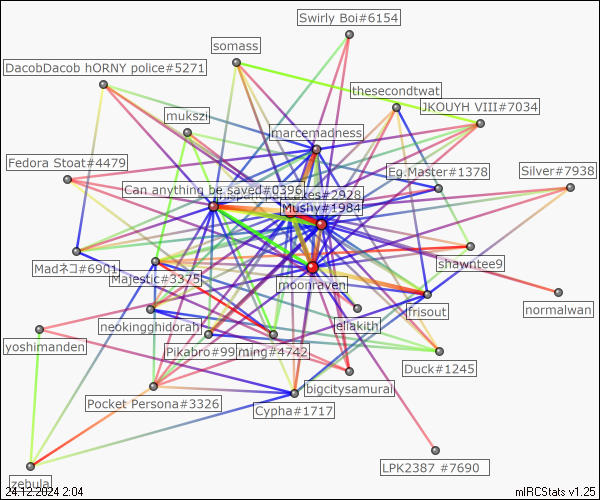 Swirly Boi#6154
somass
DacobDacob hORNY police#5271
thesecondtwat
JKOUYH VIII#7034
mukszi
marcemadness
Fedora Stoat#4479
Eg.Master#1378
Silver#7938
Can anything be saved#0396
#2928
Mushy#1984
Madネコ#6901
shawntee9
Majestic#3375
moonraven
normalwan
frisout
neokingghidorah
eliakith
yoshimanden
Pikabro#99
ming#4742
Duck#1245
bigcitysamurai
Pocket Persona#3326
Cypha#1717
LPK2387 #7690
zebula
24.12.2024 2:04
mIRCStats v1.25